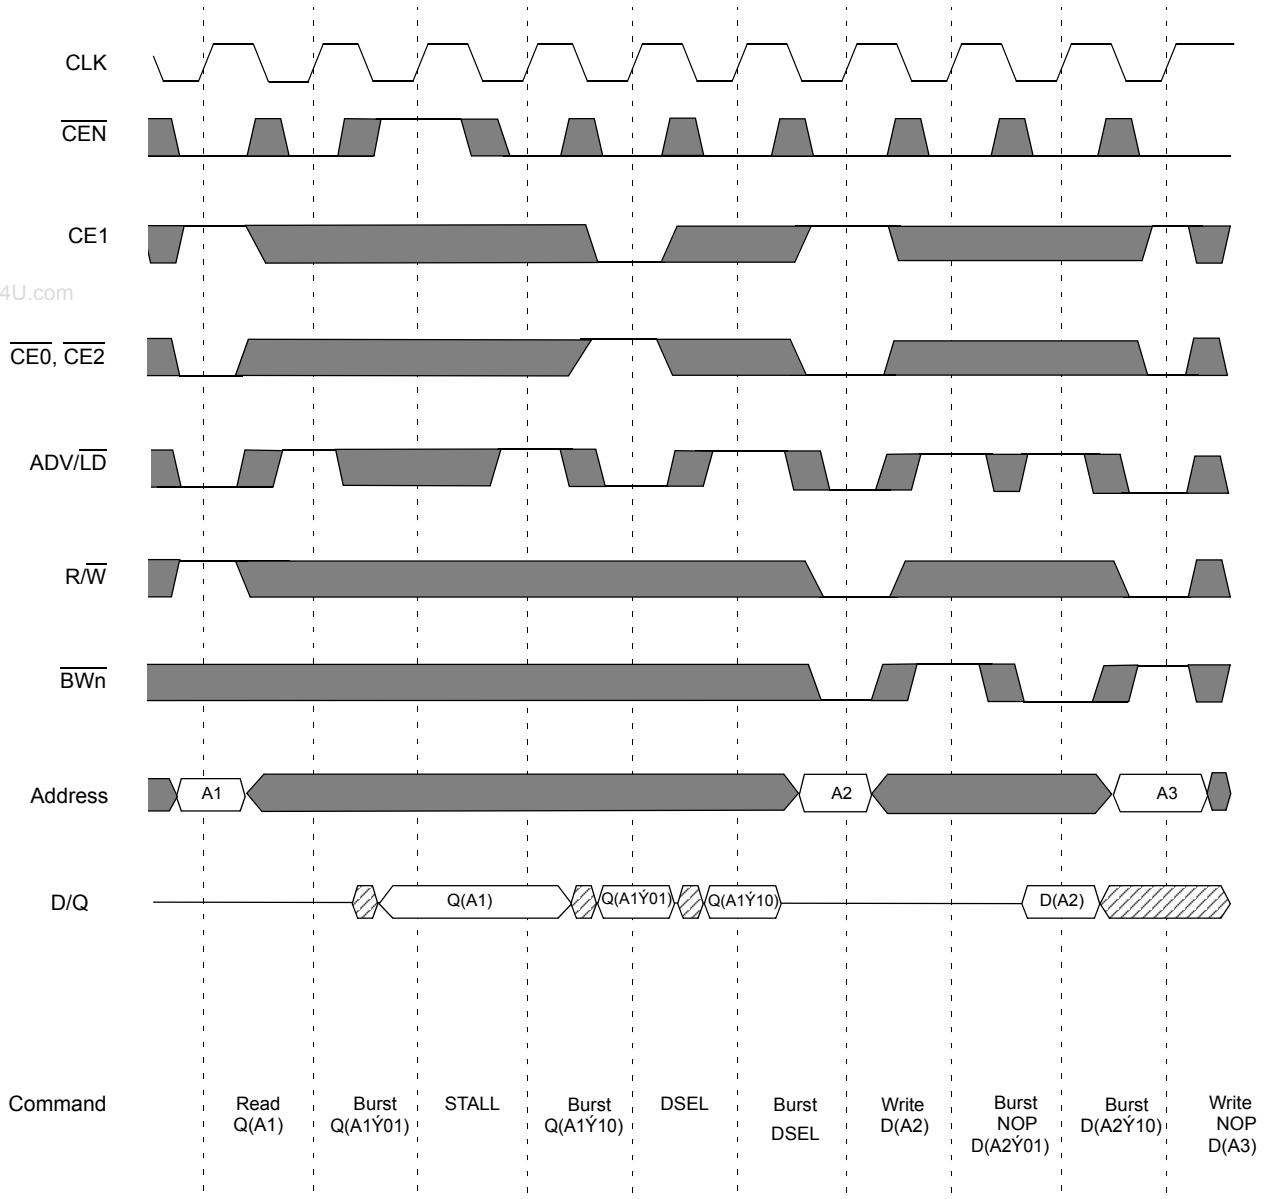 CLK
CEN
CE1
4U.com
CE0, CE2
ADV/LD
R/W
BWn
Address A1 A2 A3
D/Q Q(A1) Q(A1Ý01) Q(A1Ý10) D(A2)
Command
Read
Q(A1)
Burst
Q(A1Ý01)
STALL
Burst
Q(A1Ý10)
DSEL
Burst
DSEL
Write
D(A2)
Burst
NOP
D(A2Ý01)
Burst
D(A2Ý10)
Write
NOP
D(A3)